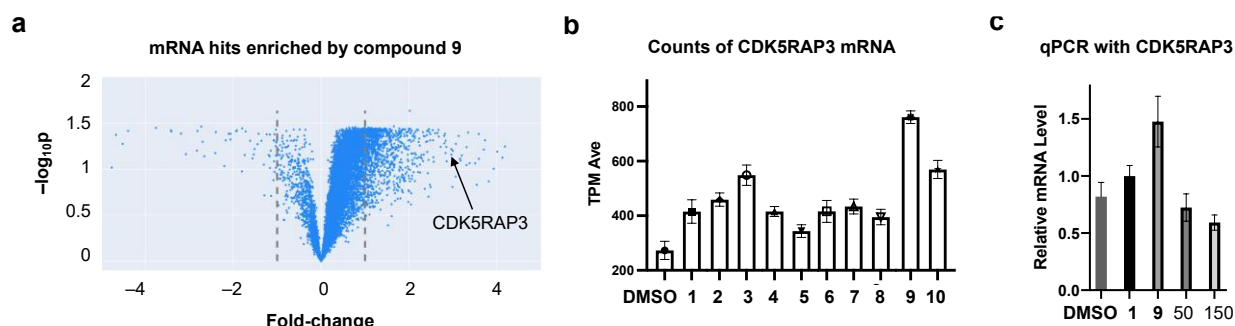 a
mRNA hits enriched by compound 9
–log10p
2
1.5
1
0.5
0
CDK5RAP3
–4
–2
0
2
4
Fold-change
b
Counts of CDK5RAP3 mRNA
TPM Ave
800
600
400
200
DMSO 1 2 3 4 5 6 7 8 9 10
c
qPCR with CDK5RAP3
Relative mRNA Level
1.5
1.0
0.5
0.0
DMSO 1 9 50 150